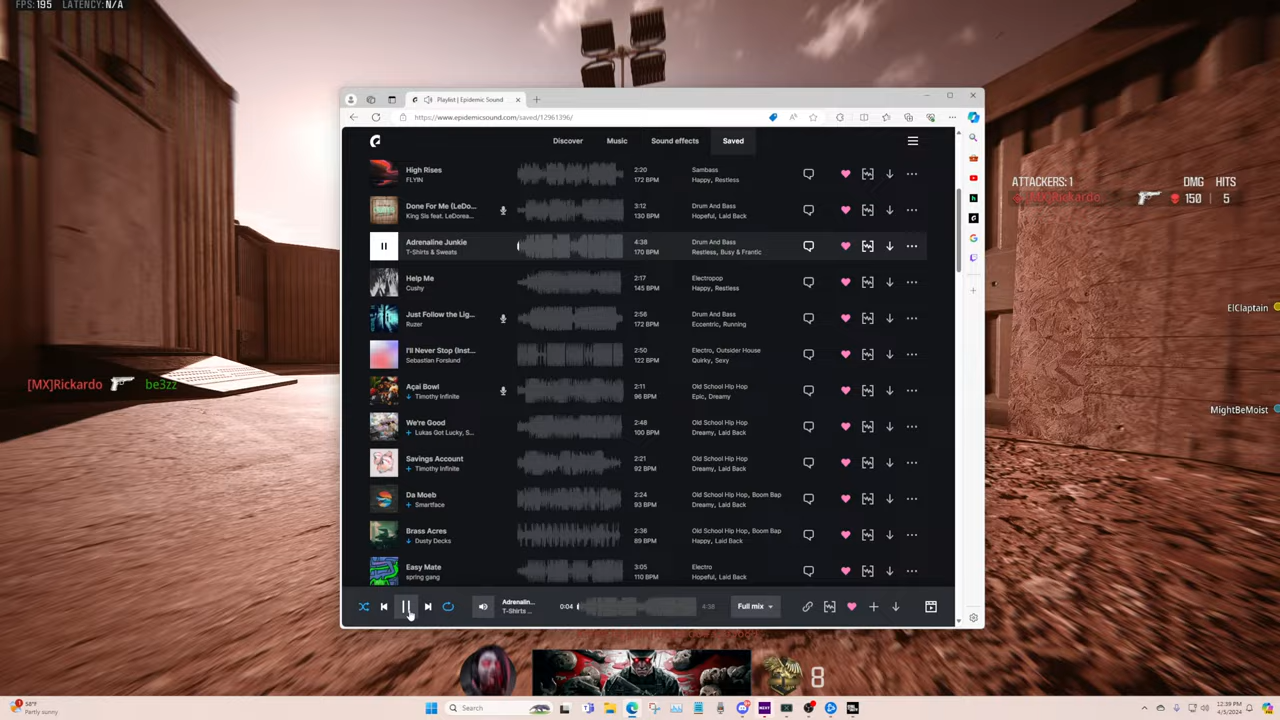 FPS:195 LATENCY:N/A
Playlist | Epidemic Sound
https://www.epidemicsound.com/saved/12961396/
Discover
Music
Sound effects
Saved
High Rises
FLYIN
2:20
172 BPM
Sambass
Happy, Restless
Done For Me (LeDo...
King Sis feat. LeDorea...
3:12
130 BPM
Drum And Bass
Hopeful, Laid Back
Adrenaline Junkie
T-Shirts & Sweats
4:38
170 BPM
Drum And Bass
Restless, Busy & Frantic
Help Me
Cushy
2:17
145 BPM
Electropop
Happy, Restless
Just Follow the Lig...
Ruzer
2:56
172 BPM
Drum And Bass
Eccentric, Running
I'll Never Stop (Inst...
Sebastian Forslund
2:50
122 BPM
Electro, Outsider House
Quirky, Sexy
Açai Bowl
Timothy Infinite
2:11
96 BPM
Old School Hip Hop
Epic, Dreamy
We're Good
Lukas Got Lucky, S...
2:48
100 BPM
Old School Hip Hop
Dreamy, Laid Back
Savings Account
Timothy Infinite
2:21
92 BPM
Old School Hip Hop
Dreamy, Laid Back
Da Moeb
Smartface
2:24
93 BPM
Old School Hip Hop, Boom Bap
Dreamy, Laid Back
Brass Acres
Dusty Decks
2:36
89 BPM
Old School Hip Hop, Boom Bap
Happy, Laid Back
Easy Mate
spring gang
3:05
110 BPM
Electro
Hopeful, Laid Back
Adrenalin...
T-Shirts ...
0:04
4:38
Full mix
ATTACKERS: 1 DMG HITS
[MX]Rickardo 150 | 5
ElClaptain
MightBeMoist
[MX]Rickardo be3zz
8
58°F
Partly sunny
Search
12:39 PM
4/5/2024